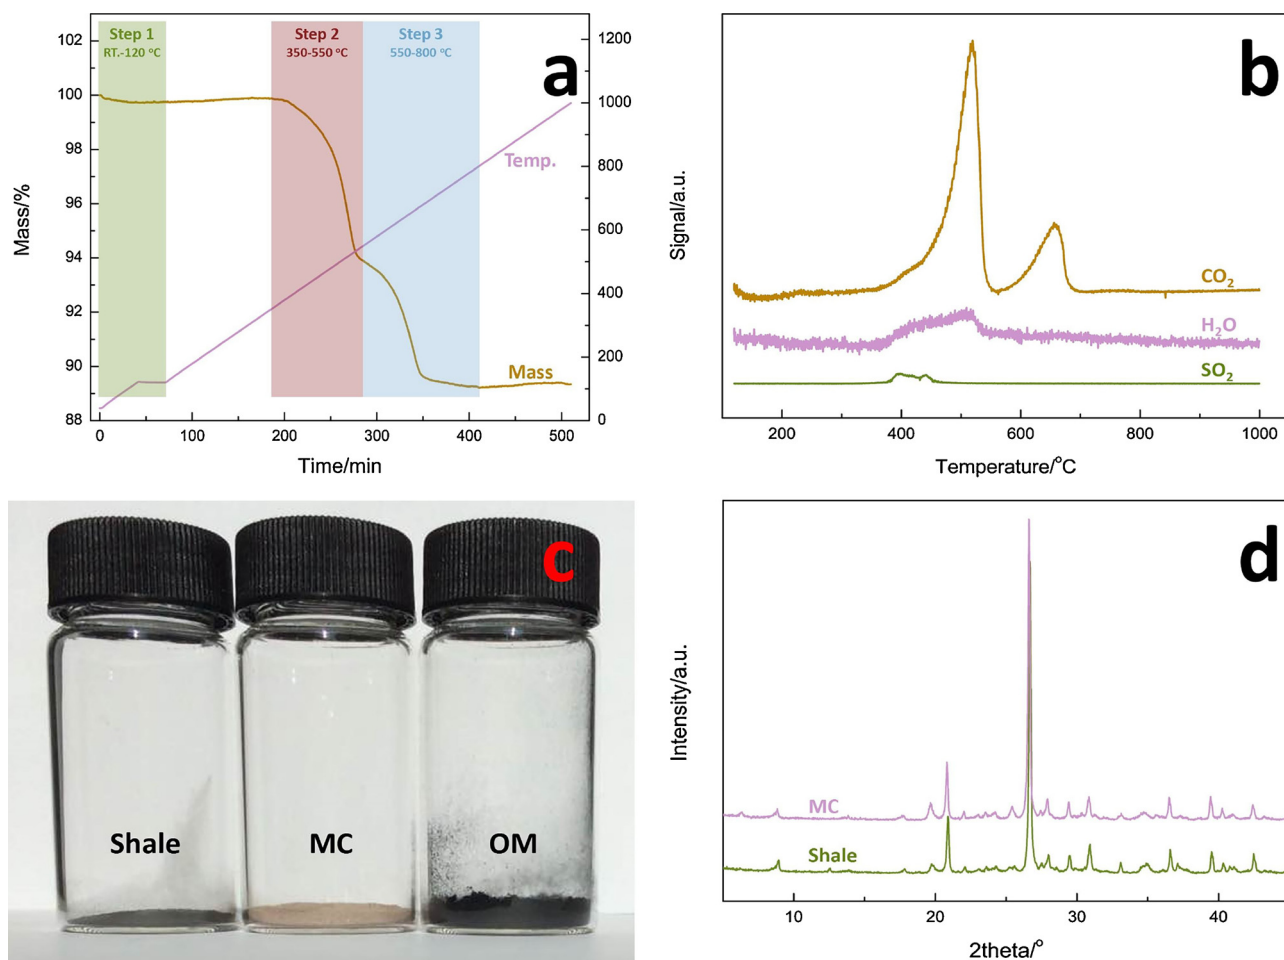 102
100
98
96
94
92
90
88
Mass/%
Step 1
RT.-120 °C
Step 2
350-550 °C
Step 3
550-800 °C
a
Temp.
Mass
1200
1000
800
600
400
200
0
0 100 200 300 400 500
Time/min
b
Signal/a.u.
CO₂
H₂O
SO₂
200 400 600 800 1000
Temperature/°C
c
Shale MC OM
d
Intensity/a.u.
MC
Shale
10 20 30 40
2theta/°